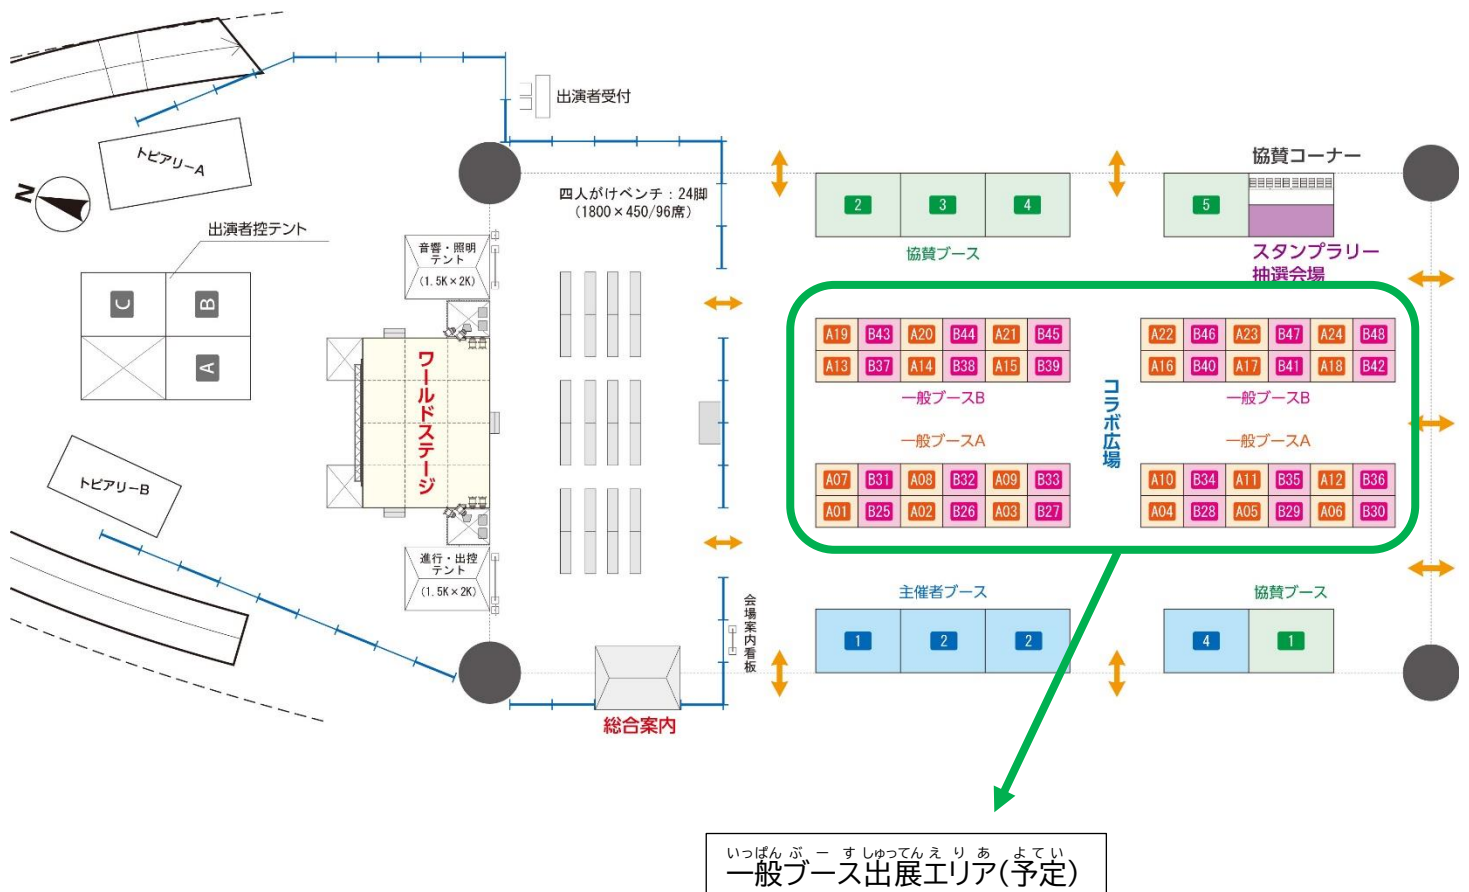 出演者受付
トピアリーA
N
協賛コーナー
四人がけベンチ：24脚
(1800×450/96席)
2
3
4
5
出演者控テント
音響・照明
テント
(1.5K×2K)
協賛ブース
スタンプラリー
抽選会場
C
B
A
A19 B43 A20 B44 A21 B45
A22 B46 A23 B47 A24 B48
A13 B37 A14 B38 A15 B39
A16 B40 A17 B41 A18 B42
ワールドステージ
コラボ広場
一般ブースB
一般ブースB
一般ブースA
一般ブースA
トピアリーB
A07 B31 A08 B32 A09 B33
A10 B34 A11 B35 A12 B36
A01 B25 A02 B26 A03 B27
A04 B28 A05 B29 A06 B30
進行・出控
テント
(1.5K×2K)
会場案内看板
主催者ブース
協賛ブース
1
2
2
4
1
総合案内
いっぱん ぶ ー す しゅってん え り あ よてい
一般ブース出展エリア(予定)